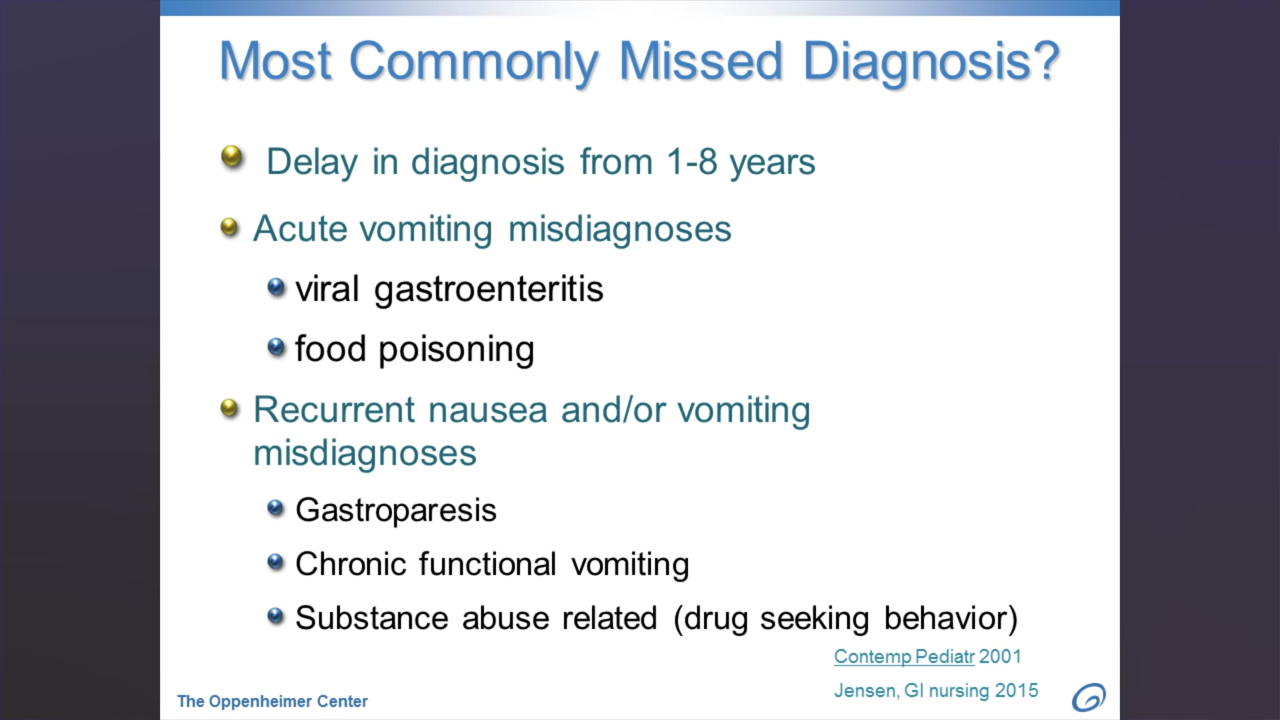 Most Commonly Missed Diagnosis?
Delay in diagnosis from 1-8 years
Acute vomiting misdiagnoses
viral gastroenteritis
food poisoning
Recurrent nausea and/or vomiting
misdiagnoses
Gastroparesis
Chronic functional vomiting
Substance abuse related (drug seeking behavior)
Contemp Pediatr 2001
Jensen, GI nursing 2015
The Oppenheimer Center